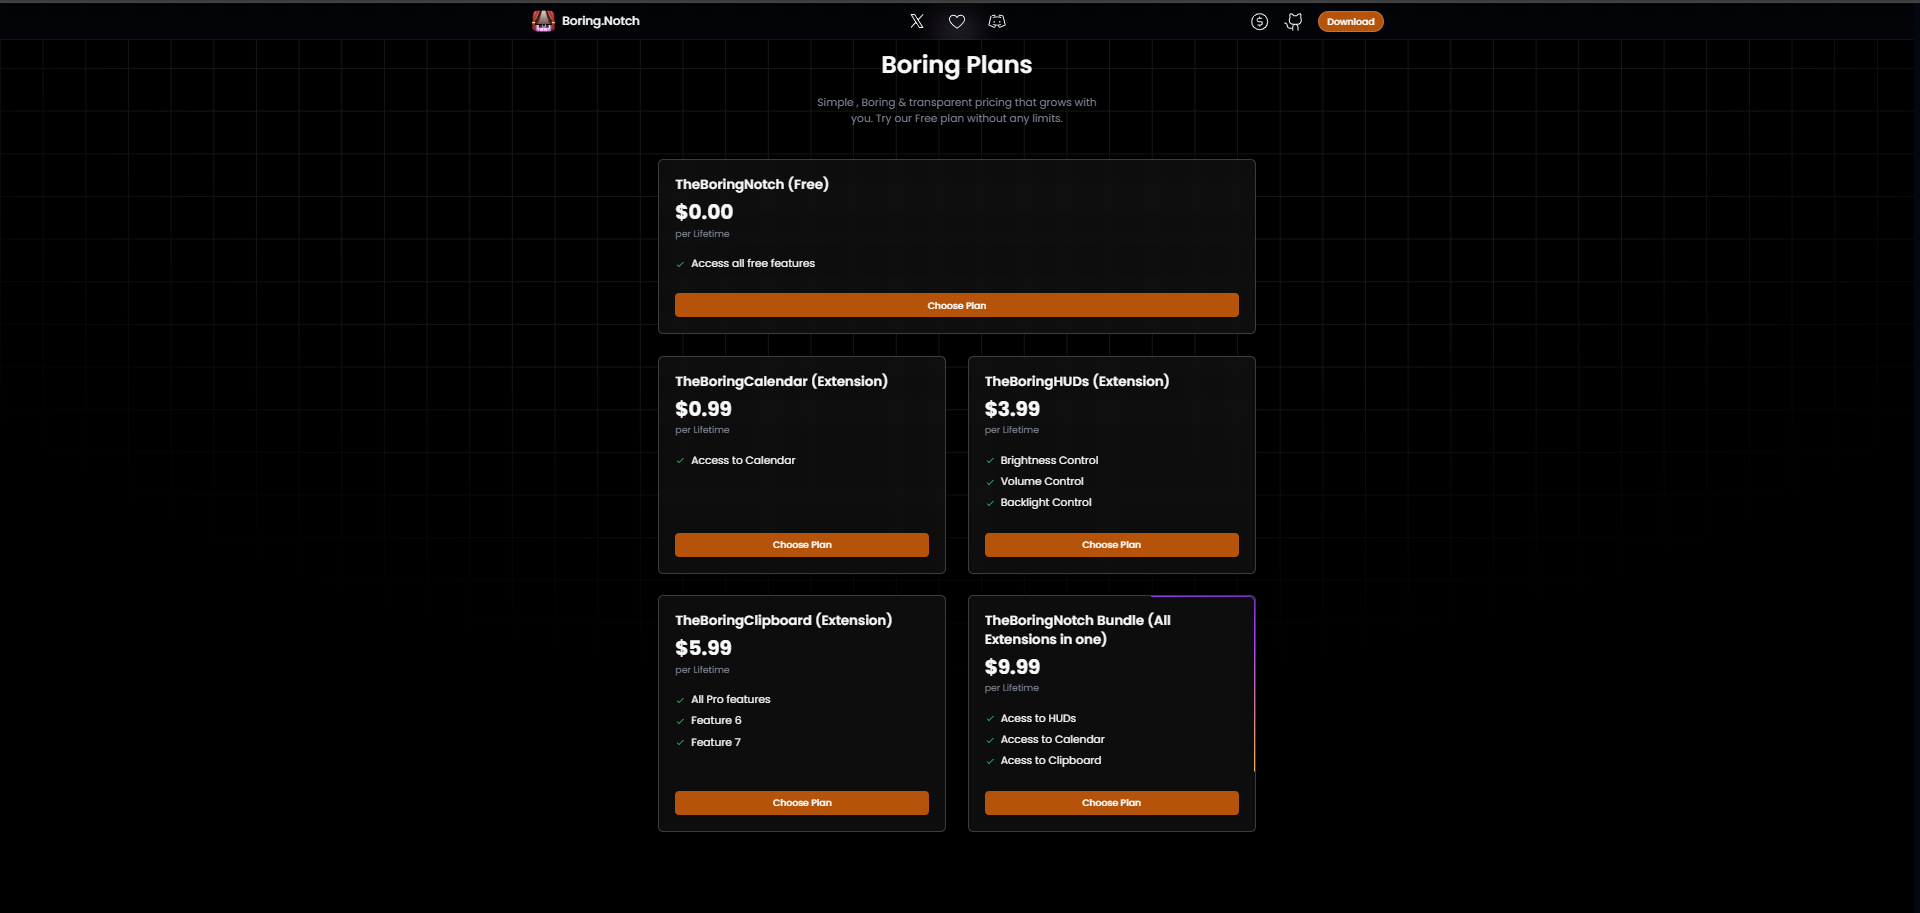 Boring.Notch
Download
Boring Plans
Simple , Boring & transparent pricing that grows with
you. Try our Free plan without any limits.
TheBoringNotch (Free)
$0.00
per Lifetime
Access all free features
Choose Plan
TheBoringCalendar (Extension)
$0.99
per Lifetime
Access to Calendar
Choose Plan
TheBoringHUDs (Extension)
$3.99
per Lifetime
Brightness Control
Volume Control
Backlight Control
Choose Plan
TheBoringClipboard (Extension)
$5.99
per Lifetime
All Pro features
Feature 6
Feature 7
Choose Plan
TheBoringNotch Bundle (All
Extensions in one)
$9.99
per Lifetime
Acess to HUDs
Access to Calendar
Acess to Clipboard
Choose Plan